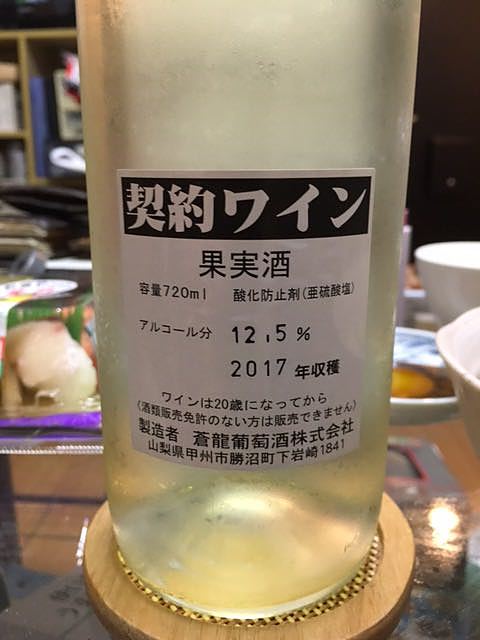 契約ワイン
果実酒
容量720ml 酸化防止剤(亜硫酸塩)
アルコール分 12.5%
2017年収穫
ワインは20歳になってから
(酒類販売免許のない方は販売できません)
製造者 蒼龍葡萄酒株式会社
山梨県甲州市勝沼町下岩崎1841